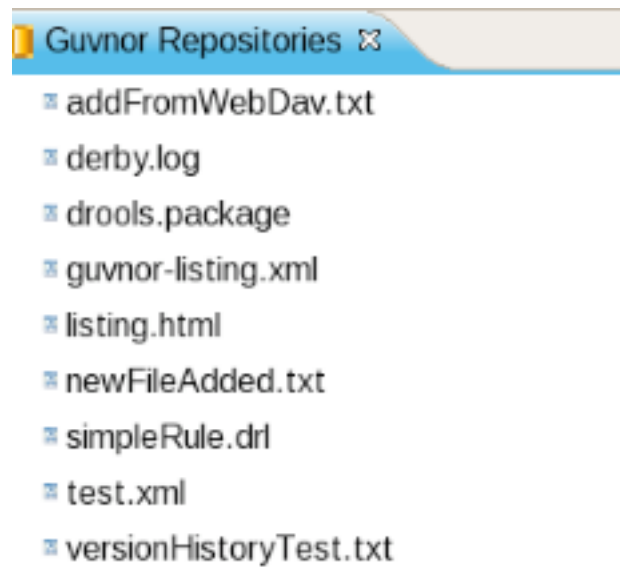 Guvnor Repositories
addFromWebDav.txt
derby.log
drools.package
guvnor-listing.xml
listing.html
newFileAdded.txt
simpleRule.drl
test.xml
versionHistoryTest.txt